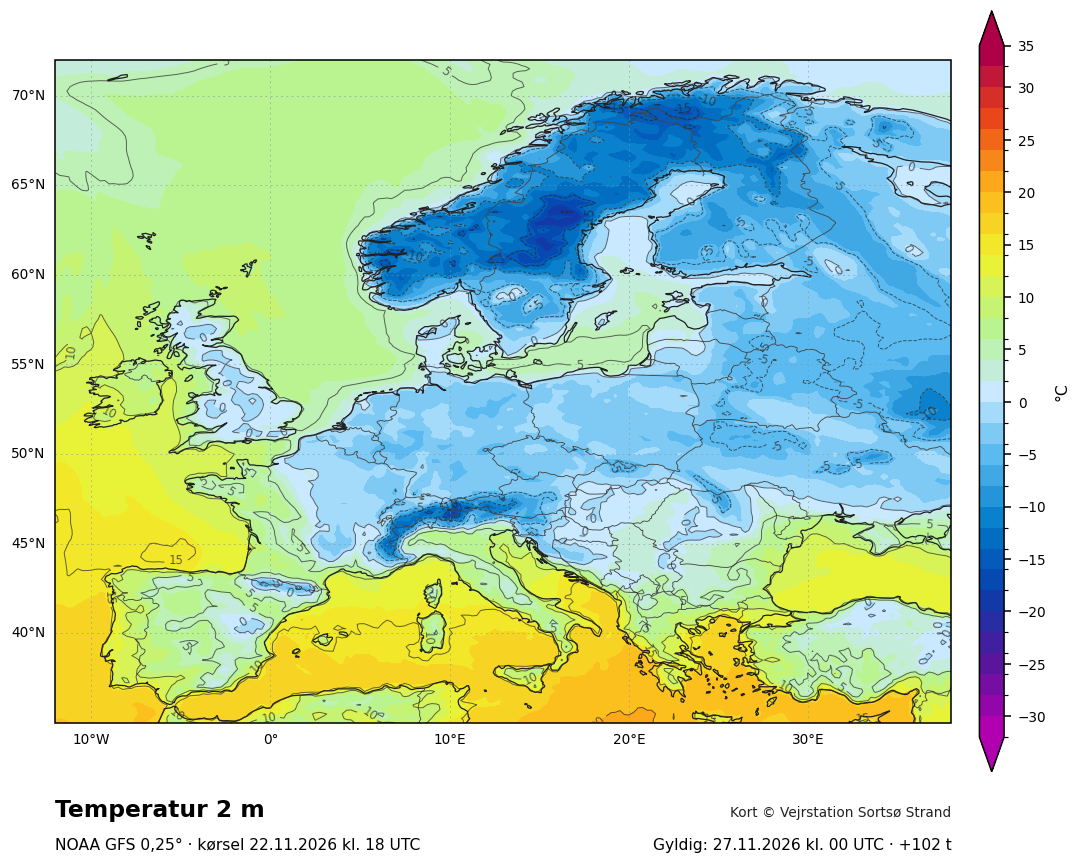 70°N
65°N
60°N
55°N
50°N
45°N
40°N
10°W
0°
10°E
20°E
30°E
35
30
25
20
15
10
5
0
−5
−10
−15
−20
−25
−30
°C
Temperatur 2 m
Kort © Vejrstation Sortsø Strand
NOAA GFS 0,25° · kørsel 22.11.2026 kl. 18 UTC
Gyldig: 27.11.2026 kl. 00 UTC · +102 t